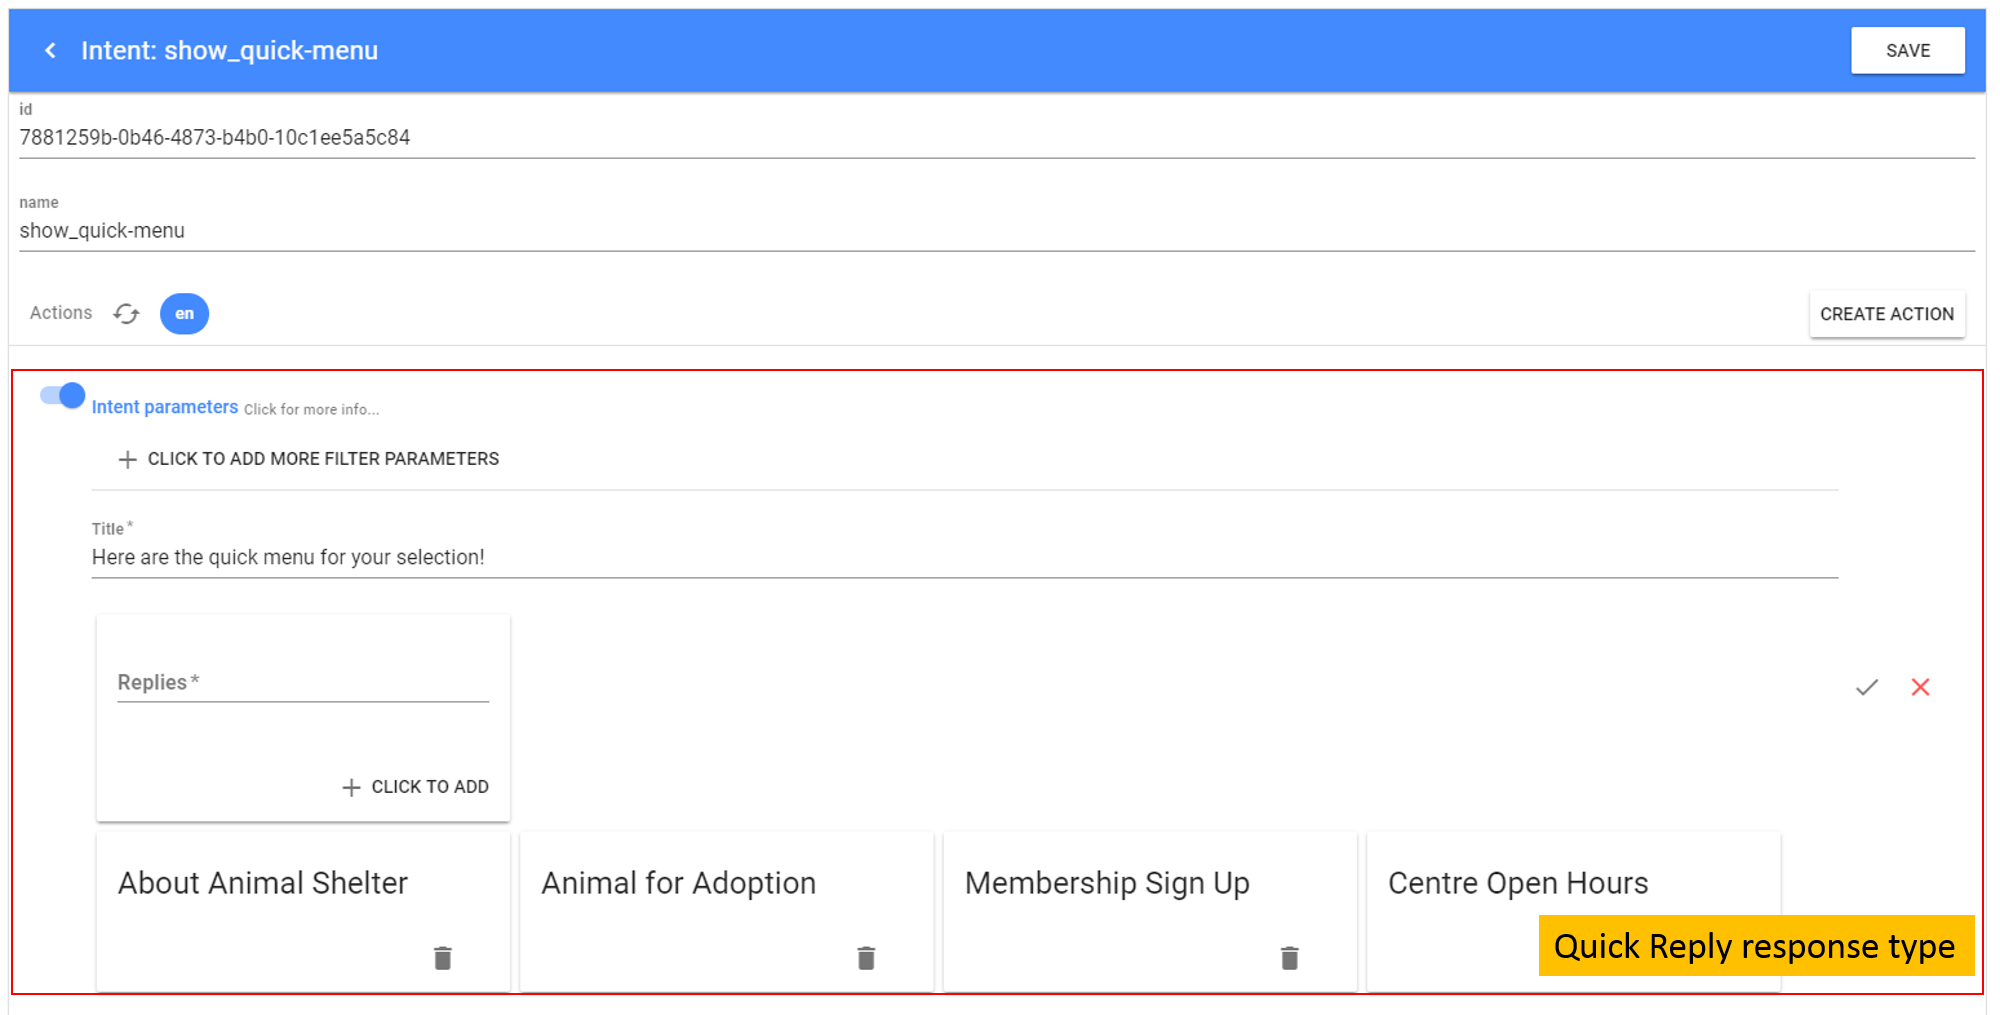 Intent: show_quick-menu
SAVE
id
7881259b-0b46-4873-b4b0-10c1ee5a5c84
name
show_quick-menu
Actions en CREATE ACTION
Intent parameters Click for more info...
CLICK TO ADD MORE FILTER PARAMETERS
Title *
Here are the quick menu for your selection!
Replies *
CLICK TO ADD
About Animal Shelter
Animal for Adoption
Membership Sign Up
Centre Open Hours
Quick Reply response type